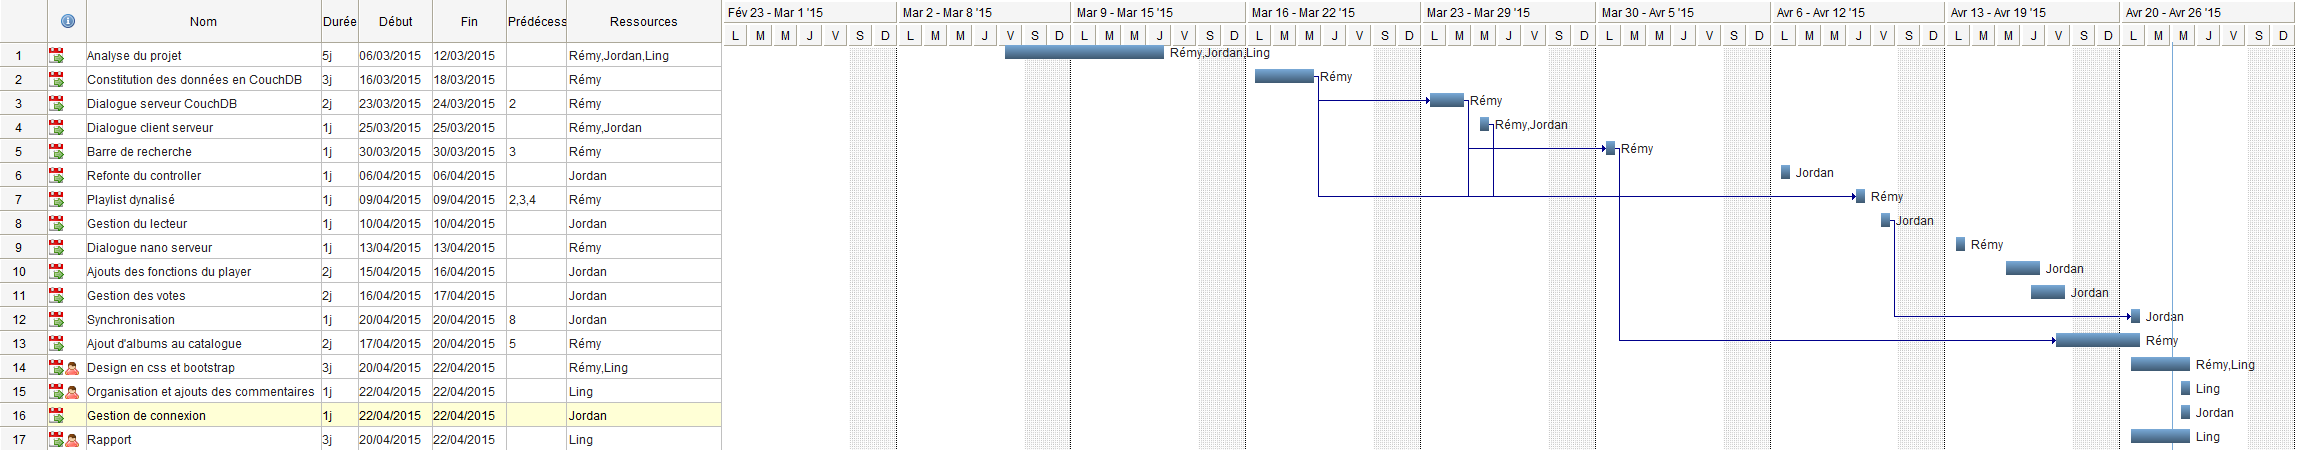 Nom Durée Début Fin Prédécess Ressources
Fév 23 - Mar 1 '15 Mar 2 - Mar 8 '15 Mar 9 - Mar 15 '15 Mar 16 - Mar 22 '15 Mar 23 - Mar 29 '15 Mar 30 - Avr 5 '15 Avr 6 - Avr 12 '15 Avr 13 - Avr 19 '15 Avr 20 - Avr 26 '15
L M M J V S D L M M J V S D L M M J V S D L M M J V S D L M M J V S D L M M J V S D L M M J V S D L M M J V S D L M M J V S D
1 Analyse du projet 5j 06/03/2015 12/03/2015 Rémy,Jordan,Ling Rémy,Jordan,Ling
2 Constitution des données en CouchDB 3j 16/03/2015 18/03/2015 Rémy Rémy
3 Dialogue serveur CouchDB 2j 23/03/2015 24/03/2015 2 Rémy Rémy
4 Dialogue client serveur 1j 25/03/2015 25/03/2015 Rémy,Jordan Rémy,Jordan
5 Barre de recherche 1j 30/03/2015 30/03/2015 3 Rémy Rémy
6 Refonte du controller 1j 06/04/2015 06/04/2015 Jordan Jordan
7 Playlist dynalisé 1j 09/04/2015 09/04/2015 2,3,4 Rémy Rémy
8 Gestion du lecteur 1j 10/04/2015 10/04/2015 Jordan Jordan
9 Dialogue nano serveur 1j 13/04/2015 13/04/2015 Rémy Rémy
10 Ajouts des fonctions du player 2j 15/04/2015 16/04/2015 Jordan Jordan
11 Gestion des votes 2j 16/04/2015 17/04/2015 Jordan Jordan
12 Synchronisation 1j 20/04/2015 20/04/2015 8 Jordan Jordan
13 Ajout d'albums au catalogue 2j 17/04/2015 20/04/2015 5 Rémy Rémy
14 Design en css et bootstrap 3j 20/04/2015 22/04/2015 Rémy,Ling Rémy,Ling
15 Organisation et ajouts des commentaires 1j 22/04/2015 22/04/2015 Ling Ling
16 Gestion de connexion 1j 22/04/2015 22/04/2015 Jordan Jordan
17 Rapport 3j 20/04/2015 22/04/2015 Ling Ling